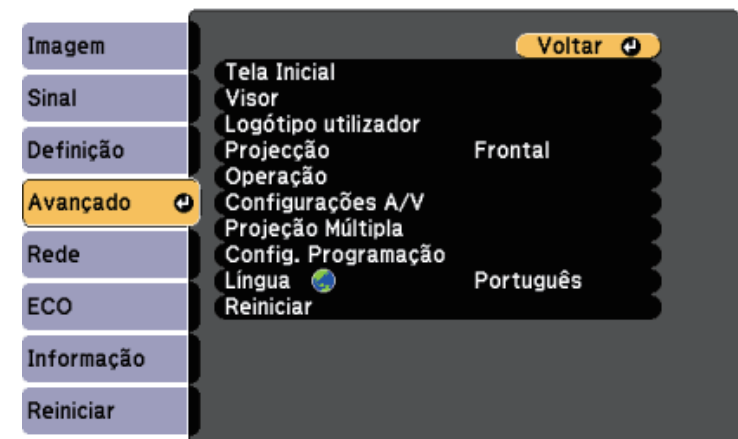 Imagem
Sinal
Definição
Avançado
Rede
ECO
Informação
Reiniciar
Voltar
Tela Inicial
Visor
Logótipo utilizador
Projecção Frontal
Operação
Configurações A/V
Projeção Múltipla
Config. Programação
Língua Português
Reiniciar